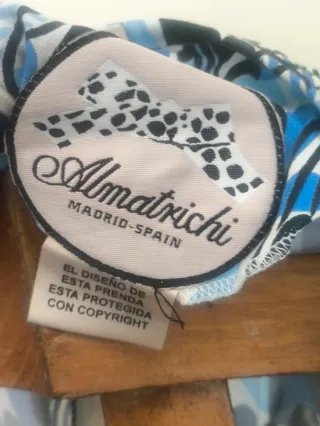 Almatrichi
MADRID-SPAIN
EL DISEÑO DE
ESTA PRENDA
ESTA PROTEGIDA
CON COPYRIGHT